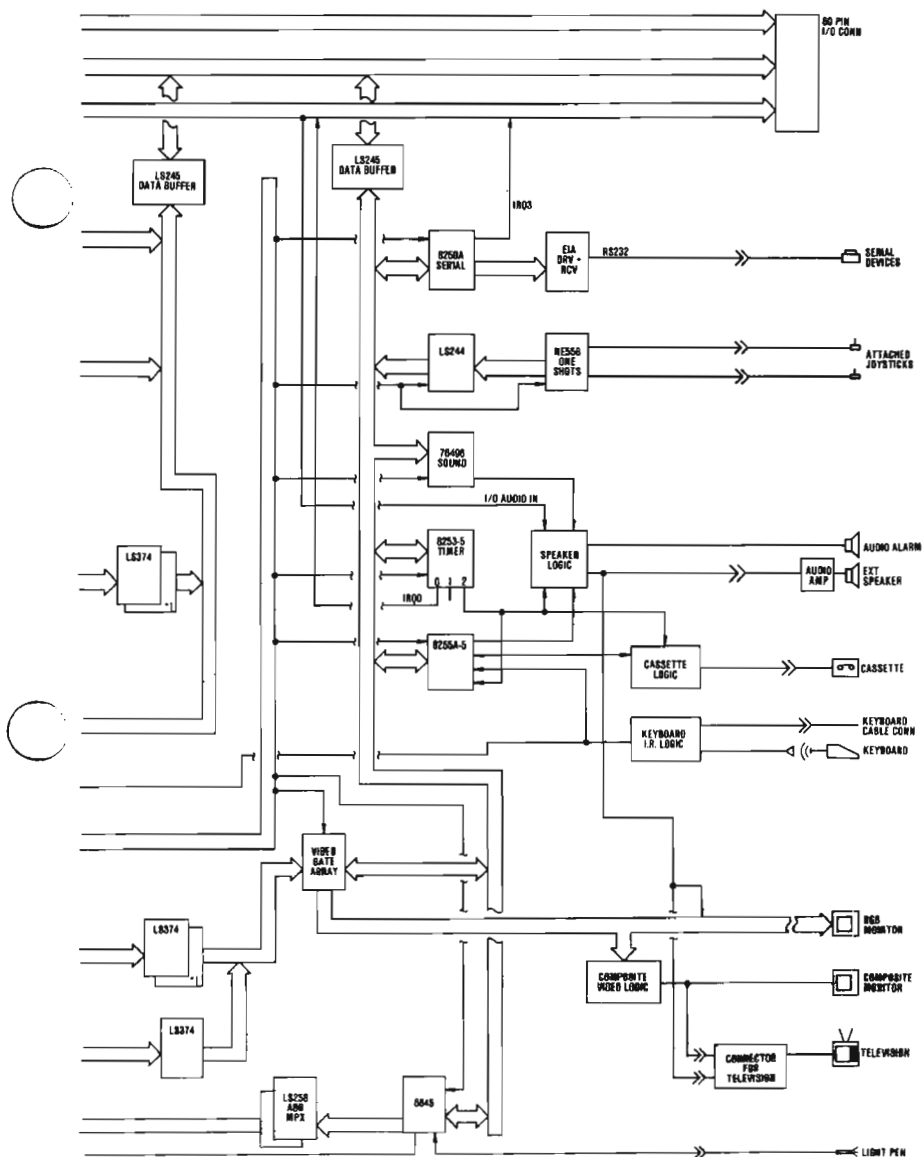 60 PIN
I/O CONN
LS245
DATA BUFFER
LS245
DATA BUFFER
IRQ3
8250A
SERIAL
EIA
DRV +
RCV
RS232
SERIAL
DEVICES
LS244
NE556
ONE
SHOTS
ATTACHED
JOYSTICKS
76496
SOUND
I/O AUDIO IN
LS374
8253-5
TIMER
0 1 2
SPEAKER
LOGIC
AUDIO ALARM
AUDIO
AMP
EXT
SPEAKER
IRQ0
8255A-5
CASSETTE
LOGIC
CASSETTE
KEYBOARD
I.R. LOGIC
KEYBOARD
CABLE CONN
KEYBOARD
VIDEO
GATE
ARRAY
LS374
RGB
MONITOR
COMPOSITE
VIDEO LOGIC
COMPOSITE
MONITOR
LS374
CONNECTOR
FOR
TELEVISION
TELEVISION
LS258
ADD
MPX
6845
LIGHT PEN